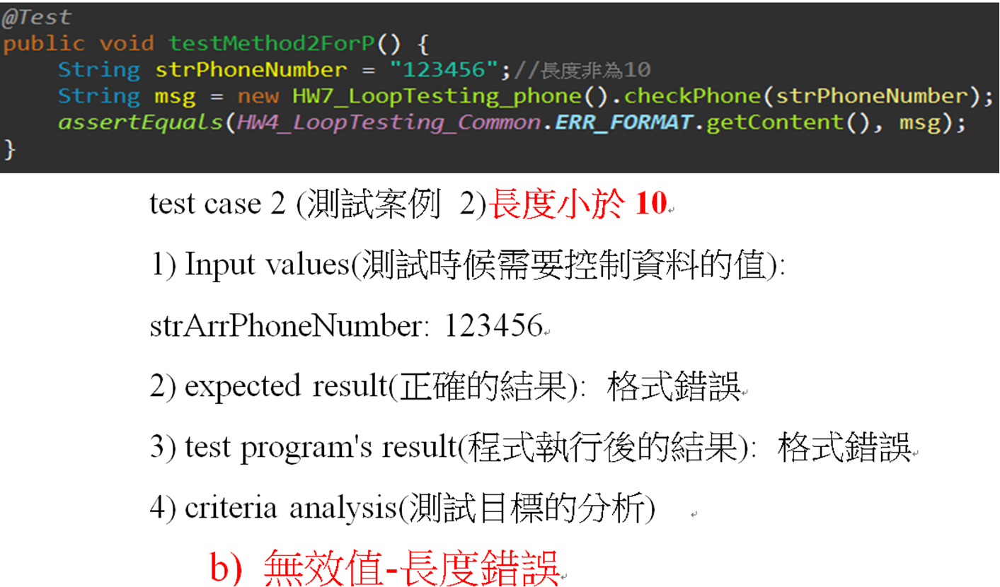 @Test
public void testMethod2ForP() {
String strPhoneNumber = "123456";//長度非為10
String msg = new HW7_LoopTesting_phone().checkPhone(strPhoneNumber);
assertEquals(HW4_LoopTesting_Common.ERR_FORMAT.getContent(), msg);
}
test case 2 (測試案例 2)長度小於 10
1) Input values(測試時候需要控制資料的值):
strArrPhoneNumber: 123456
2) expected result(正確的結果): 格式錯誤
3) test program's result(程式執行後的結果): 格式錯誤
4) criteria analysis(測試目標的分析)
b) 無效值-長度錯誤